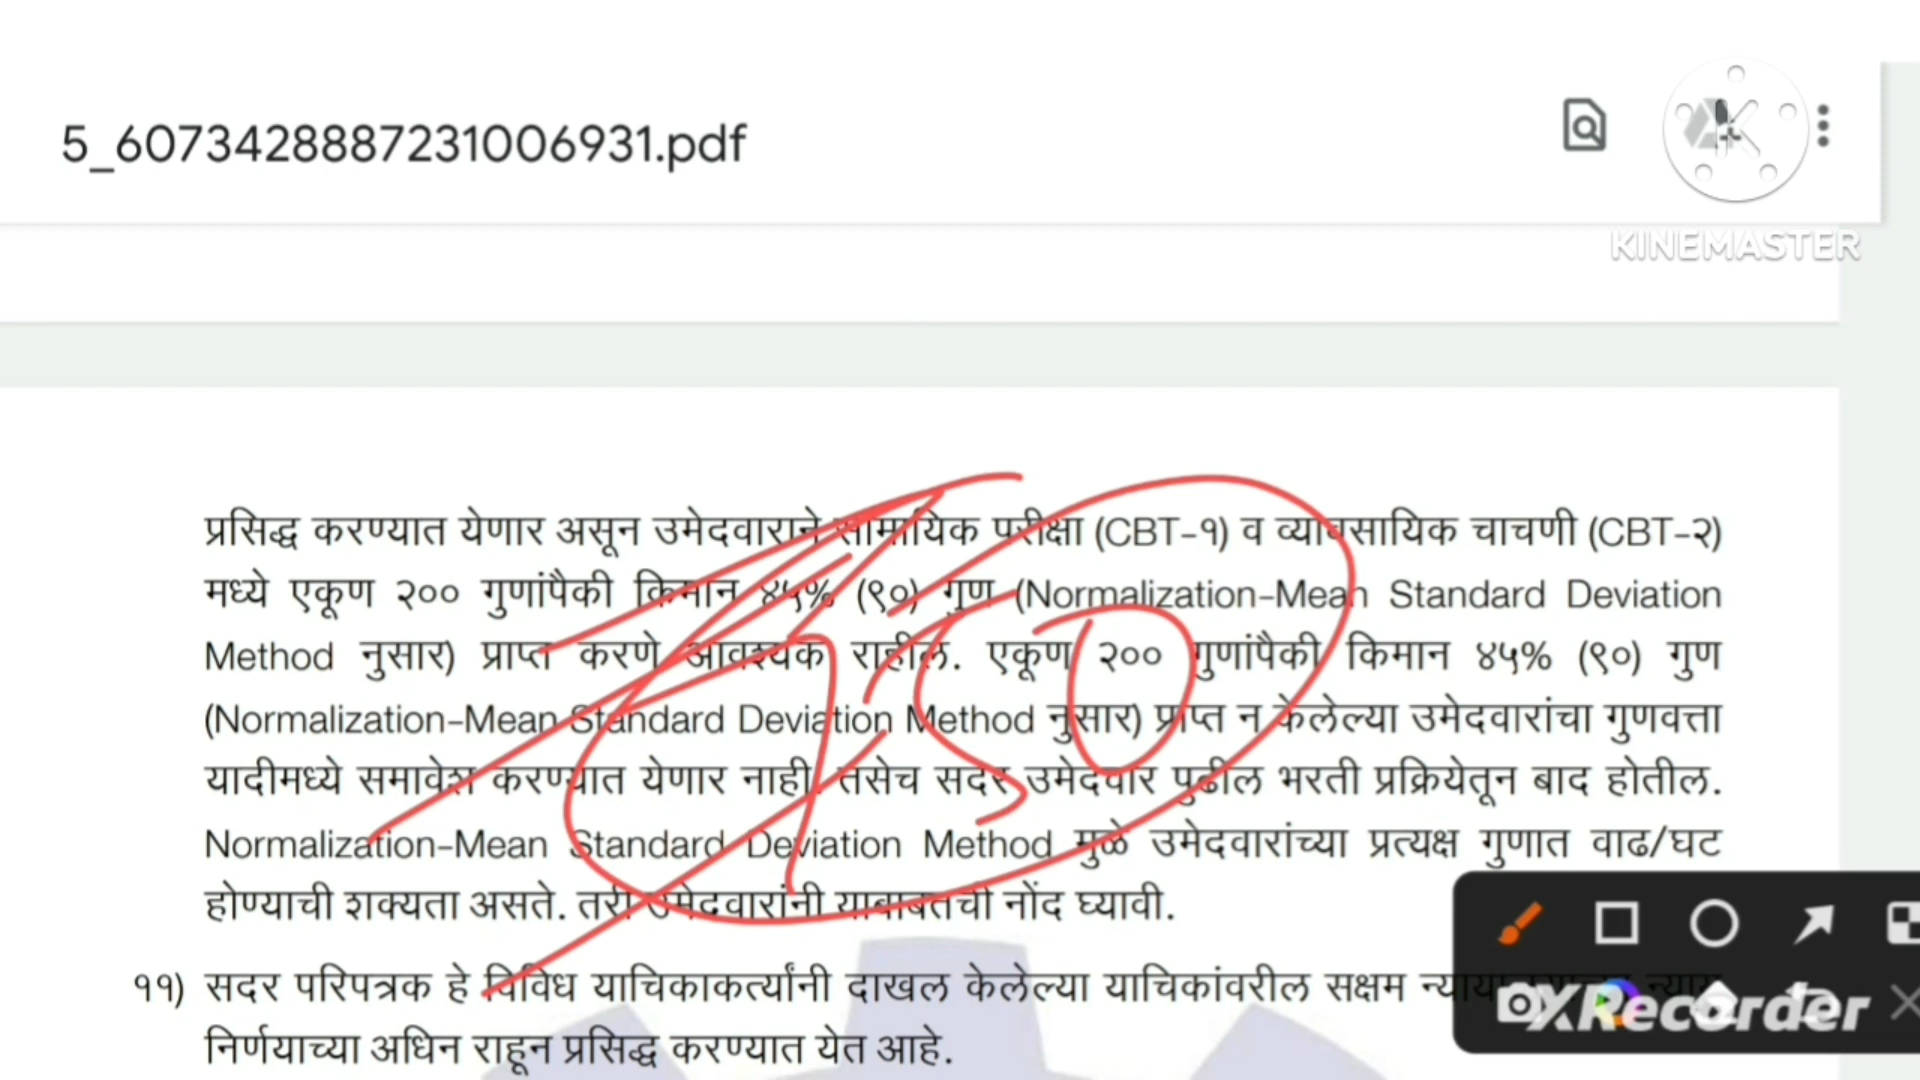 5_6073428887231006931.pdf
KINEMASTER
प्रसिद्ध करण्यात येणार असून उमेदवाराने सामायिक परीक्षा (CBT-१) व व्यावसायिक चाचणी (CBT-२)
मध्ये एकूण २०० गुणांपैकी किमान ४५% (९०) गुण (Normalization-Mean Standard Deviation
Method नुसार) प्राप्त करणे आवश्यक राहील. एकूण २०० गुणांपैकी किमान ४५% (९०) गुण
(Normalization-Mean Standard Deviation Method नुसार) प्राप्त न केलेल्या उमेदवारांचा गुणवत्ता
यादीमध्ये समावेश करण्यात येणार नाही. तसेच सदर उमेदवार पुढील भरती प्रक्रियेतून बाद होतील.
Normalization-Mean Standard Deviation Method मुळे उमेदवारांच्या प्रत्यक्ष गुणात वाढ/घट
होण्याची शक्यता असते. तरी उमेदवारांनी याबाबतची नोंद घ्यावी.
११) सदर परिपत्रक हे विविध याचिकाकर्त्यांनी दाखल केलेल्या याचिकांवरील सक्षम
निर्णयाच्या अधिन राहून प्रसिद्ध करण्यात येत आहे.
XRecorder